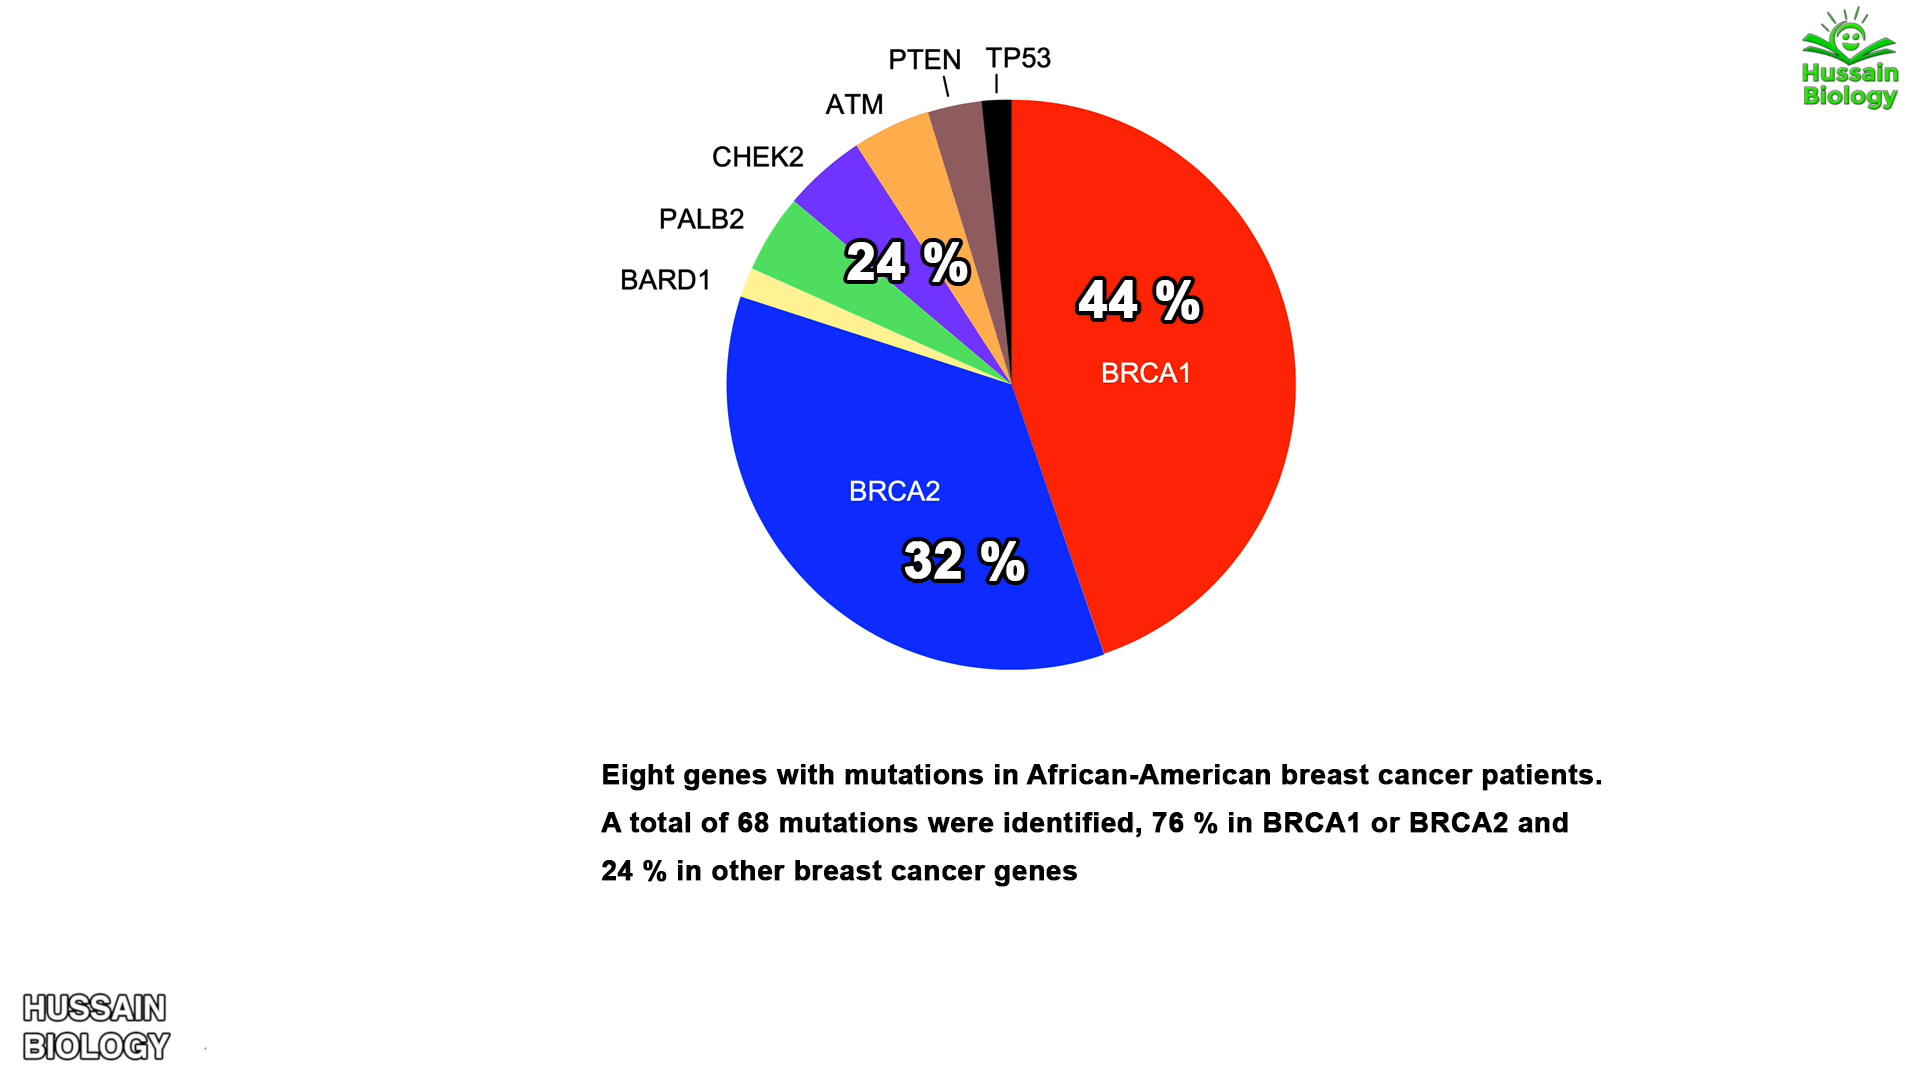 PTEN TP53
ATM
CHEK2
PALB2
BARD1
24 %
44 %
BRCA1
BRCA2
32 %
Eight genes with mutations in African-American breast cancer patients.
A total of 68 mutations were identified, 76 % in BRCA1 or BRCA2 and
24 % in other breast cancer genes
Hussain
Biology
HUSSAIN
BIOLOGY